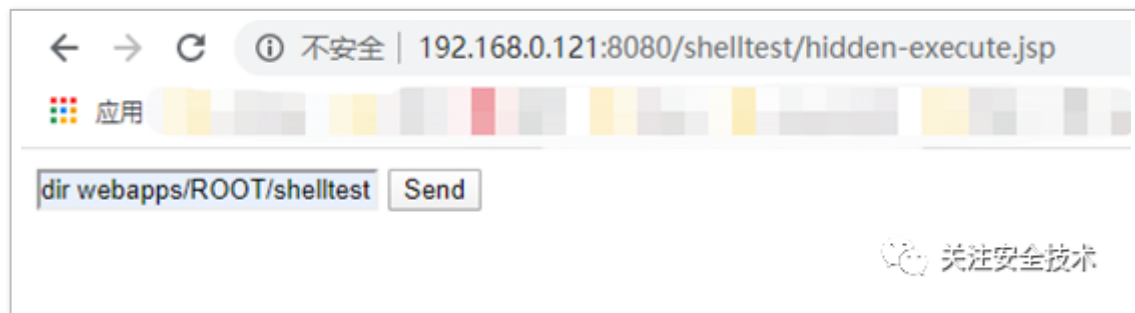 不安全 | 192.168.0.121:8080/shelltest/hidden-execute.jsp
应用
dir webapps/ROOT/shelltest Send
关注安全技术